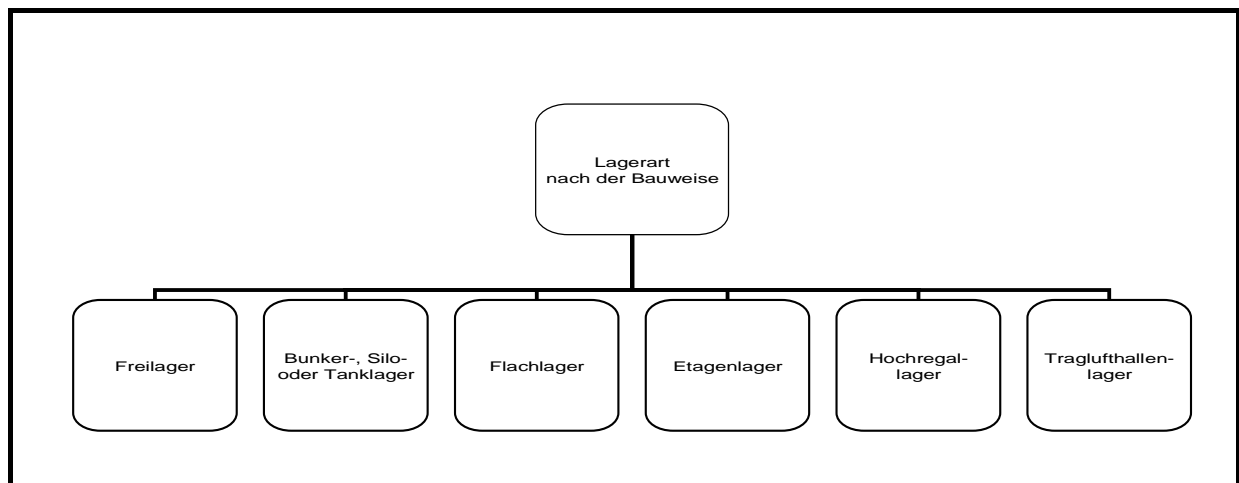 Lagerart
nach der Bauweise
Freilager
Bunker-, Silo-
oder Tanklager
Flachlager
Etagenlager
Hochregal-
lager
Traglufthallen-
lager